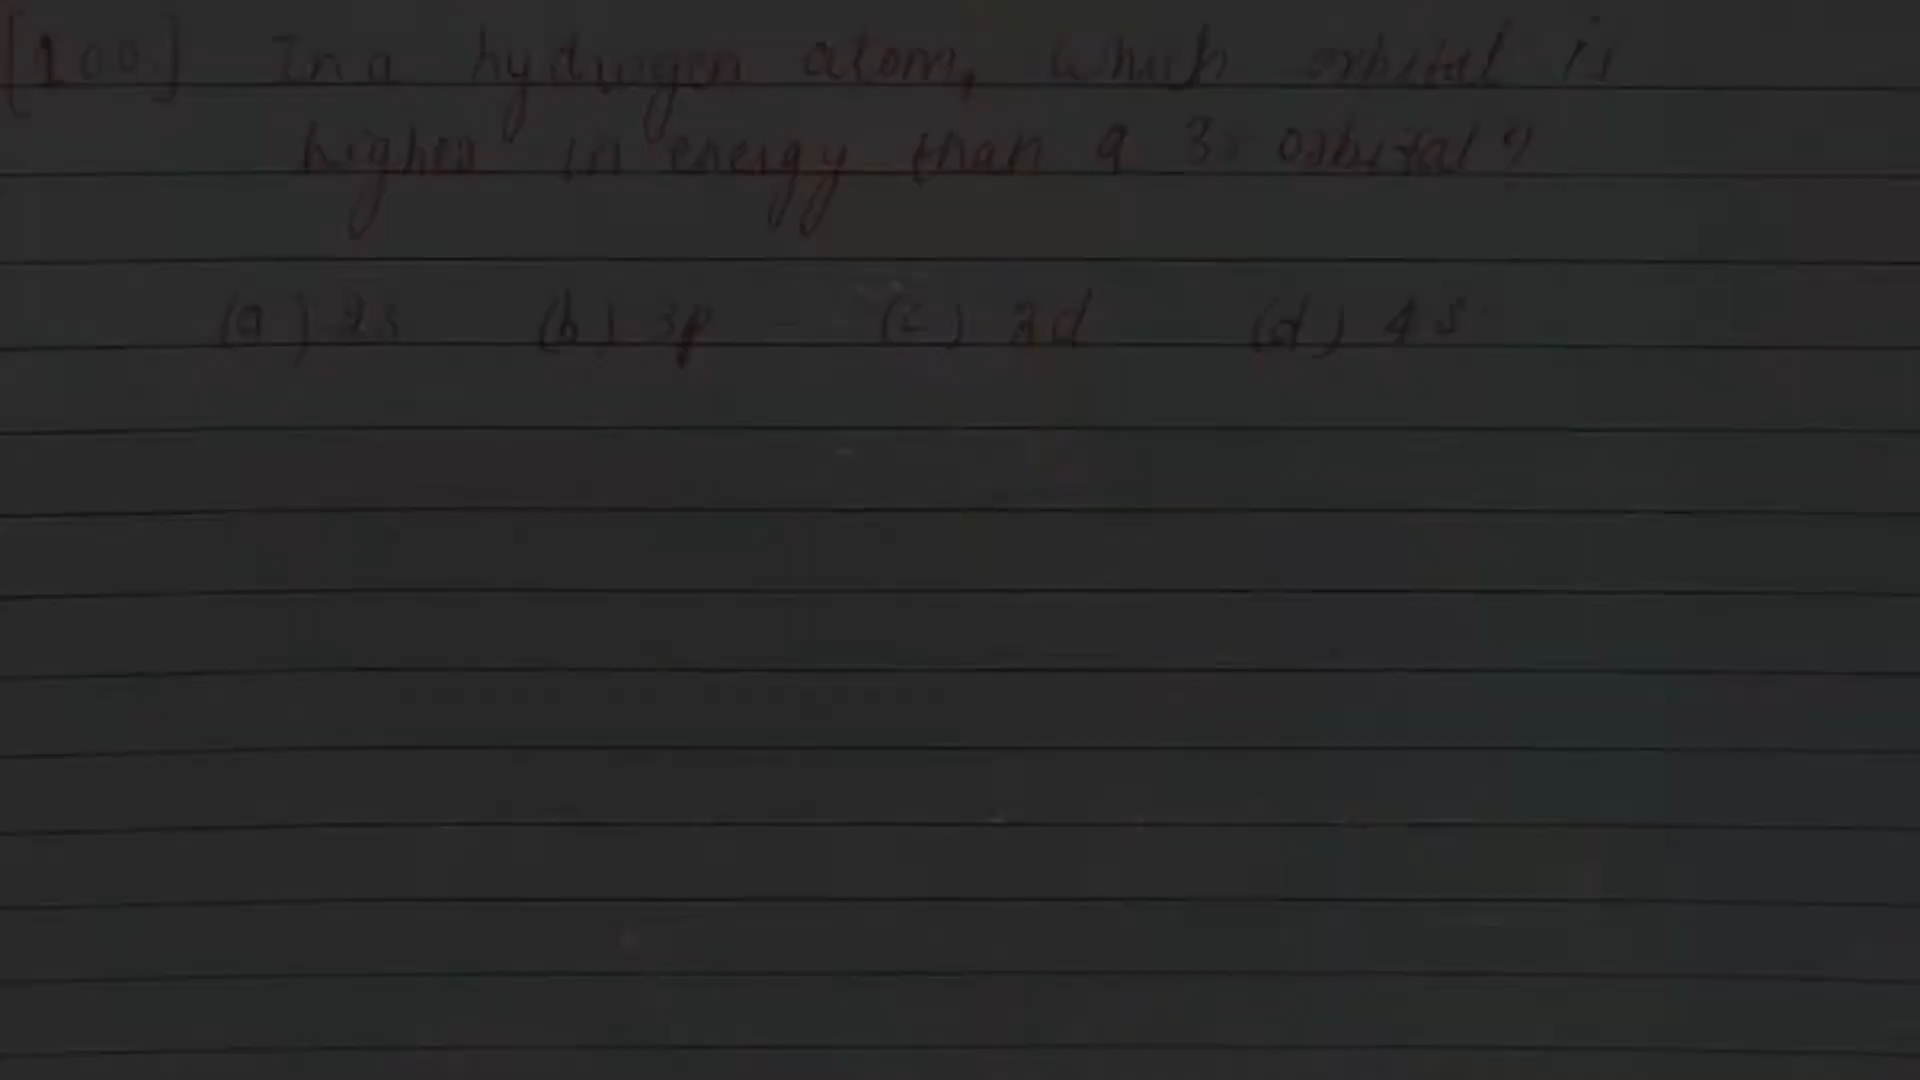 [100] In a hydrogen atom, which orbital is
higher in energy than a 3s orbital?
(a) 2s (b) 3p (c) 3d (d) 4s